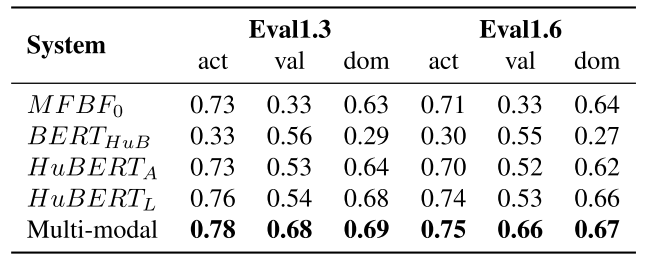 System Eval1.3 Eval1.6
act val dom act val dom
MFBF0 0.73 0.33 0.63 0.71 0.33 0.64
BERTHuB 0.33 0.56 0.29 0.30 0.55 0.27
HuBERTA 0.73 0.53 0.64 0.70 0.52 0.62
HuBERTL 0.76 0.54 0.68 0.74 0.53 0.66
Multi-modal 0.78 0.68 0.69 0.75 0.66 0.67